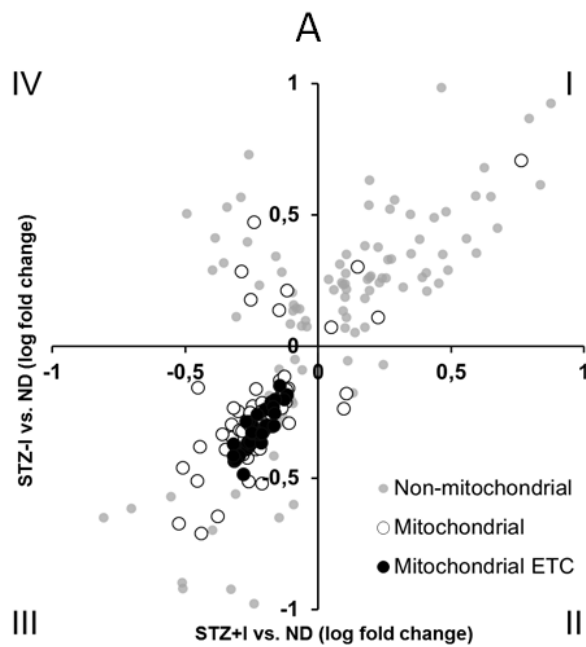 A
IV
I
1
0,5
0
-1
-0,5
0,5
1
-0,5
-1
STZ-I vs. ND (log fold change)
Non-mitochondrial
Mitochondrial
Mitochondrial ETC
III
II
STZ+I vs. ND (log fold change)